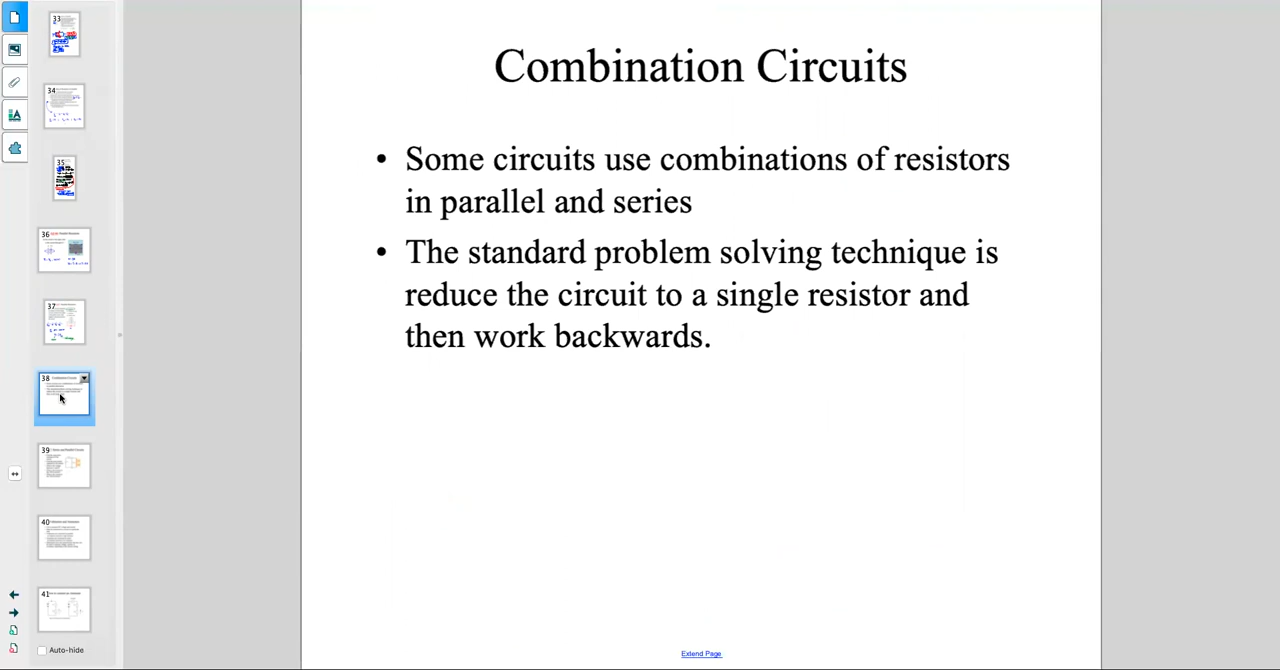 Combination Circuits
• Some circuits use combinations of resistors
in parallel and series
• The standard problem solving technique is
reduce the circuit to a single resistor and
then work backwards.
Extend Page
33
34
35
36
37
38
39
40
41
Auto-hide